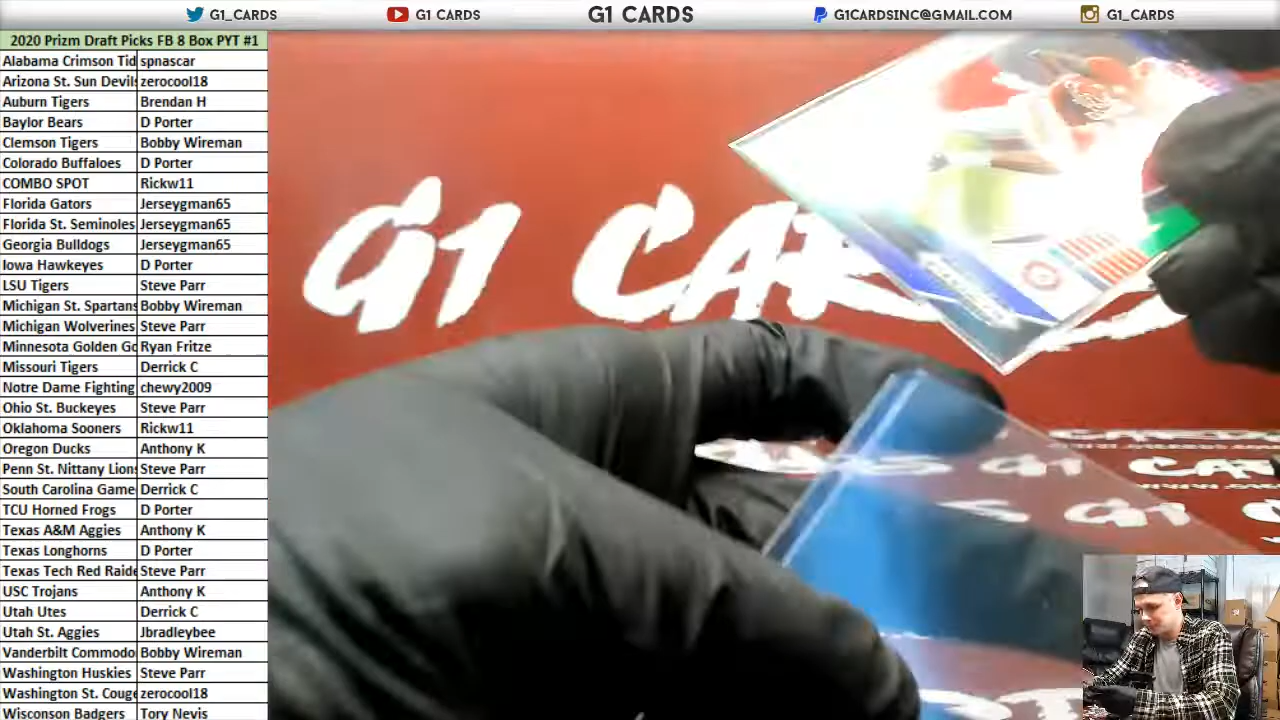 G1_CARDS G1 CARDS G1 CARDS G1CARDSINC@GMAIL.COM G1_CARDS
2020 Prizm Draft Picks FB 8 Box PYT #1
Alabama Crimson Tid spnascar
Arizona St. Sun Devils zerocool18
Auburn Tigers Brendan H
Baylor Bears D Porter
Clemson Tigers Bobby Wireman
Colorado Buffaloes D Porter
COMBO SPOT Rickw11
Florida Gators Jerseygman65
Florida St. Seminoles Jerseygman65
Georgia Bulldogs Jerseygman65
Iowa Hawkeyes D Porter
LSU Tigers Steve Parr
Michigan St. Spartans Bobby Wireman
Michigan Wolverines Steve Parr
Minnesota Golden Go Ryan Fritze
Missouri Tigers Derrick C
Notre Dame Fighting chewy2009
Ohio St. Buckeyes Steve Parr
Oklahoma Sooners Rickw11
Oregon Ducks Anthony K
Penn St. Nittany Lions Steve Parr
South Carolina Game Derrick C
TCU Horned Frogs D Porter
Texas A&M Aggies Anthony K
Texas Longhorns D Porter
Texas Tech Red Raide Steve Parr
USC Trojans Anthony K
Utah Utes Derrick C
Utah St. Aggies Jbradleybee
Vanderbilt Commodo Bobby Wireman
Washington Huskies Steve Parr
Washington St. Couge zerocool18
Wisconsin Badgers Tory Nevis
G1 CARDS
G1 CAR
G1